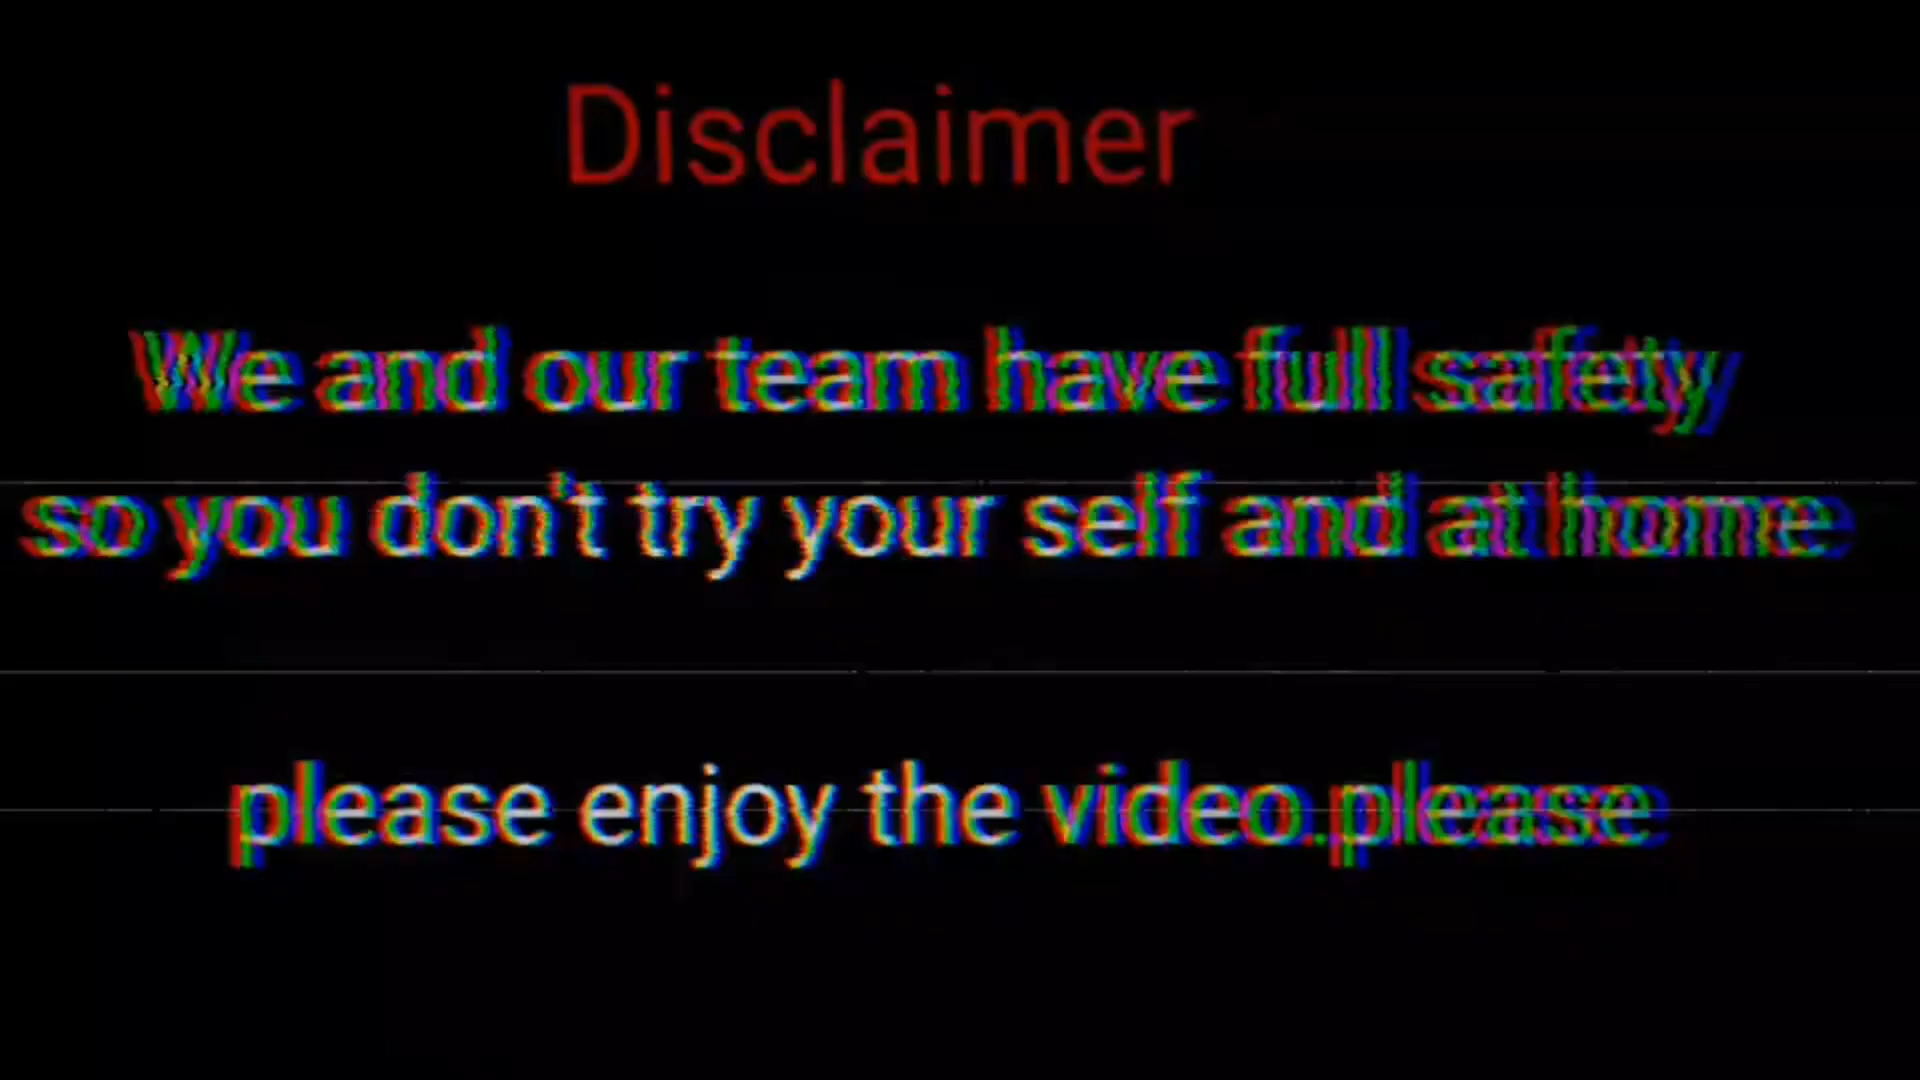 Disclaimer
We and our team have full safety
so you don't try your self and at home
please enjoy the video.please